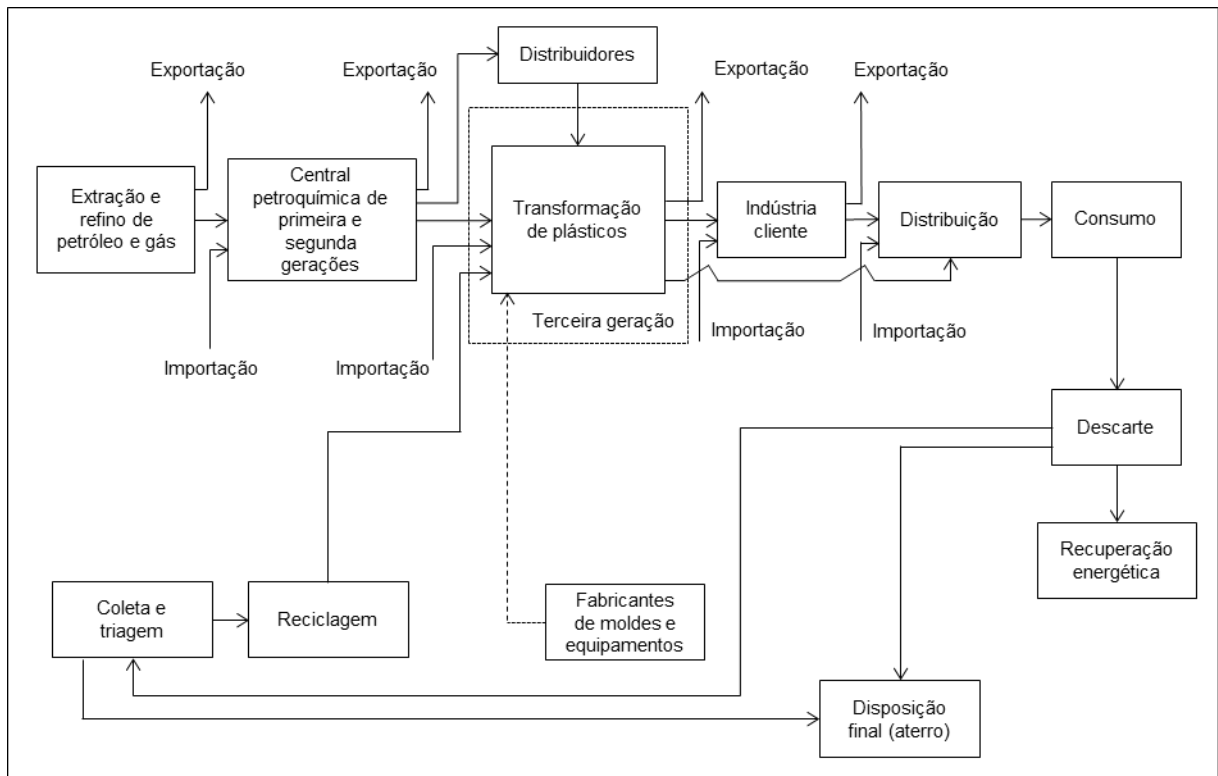 Distribuidores
Exportação
Exportação
Exportação
Exportação
Extração e
refino de
petróleo e gás
Central
petroquímica de
primeira e
segunda
gerações
Transformação
de plásticos
Indústria
cliente
Distribuição
Consumo
Terceira geração
Importação
Importação
Importação
Importação
Descarte
Recuperação
energética
Coleta e
triagem
Reciclagem
Fabricantes
de moldes e
equipamentos
Disposição
final (aterro)